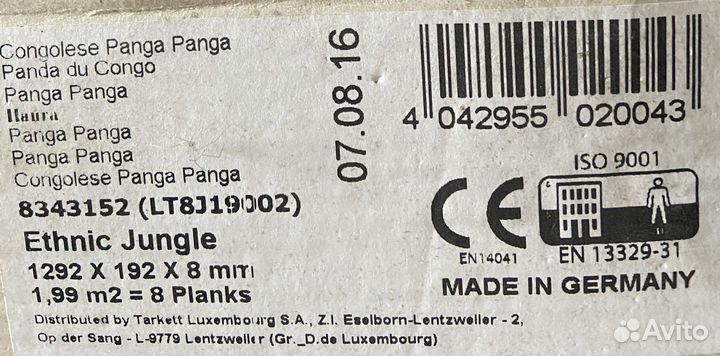 Congolese Panga Panga
Panda du Congo
Panga Panga
Panga Panga
Panga Panga
Congolese Panga Panga
8343152 (LT8J19002)
Ethnic Jungle
1292 X 192 X 8 mm
1,99 m2 = 8 Planks
Distributed by Tarkett Luxembourg S.A., Z.I. Eselborn-Lentzweiler - 2,
Op der Sang - L-9779 Lentzweiler (Gr._D.de Luxembourg)
07.08.16
4 042955 020043
ISO 9001
CE
EN14041
EN 13329-31
MADE IN GERMANY
Avito